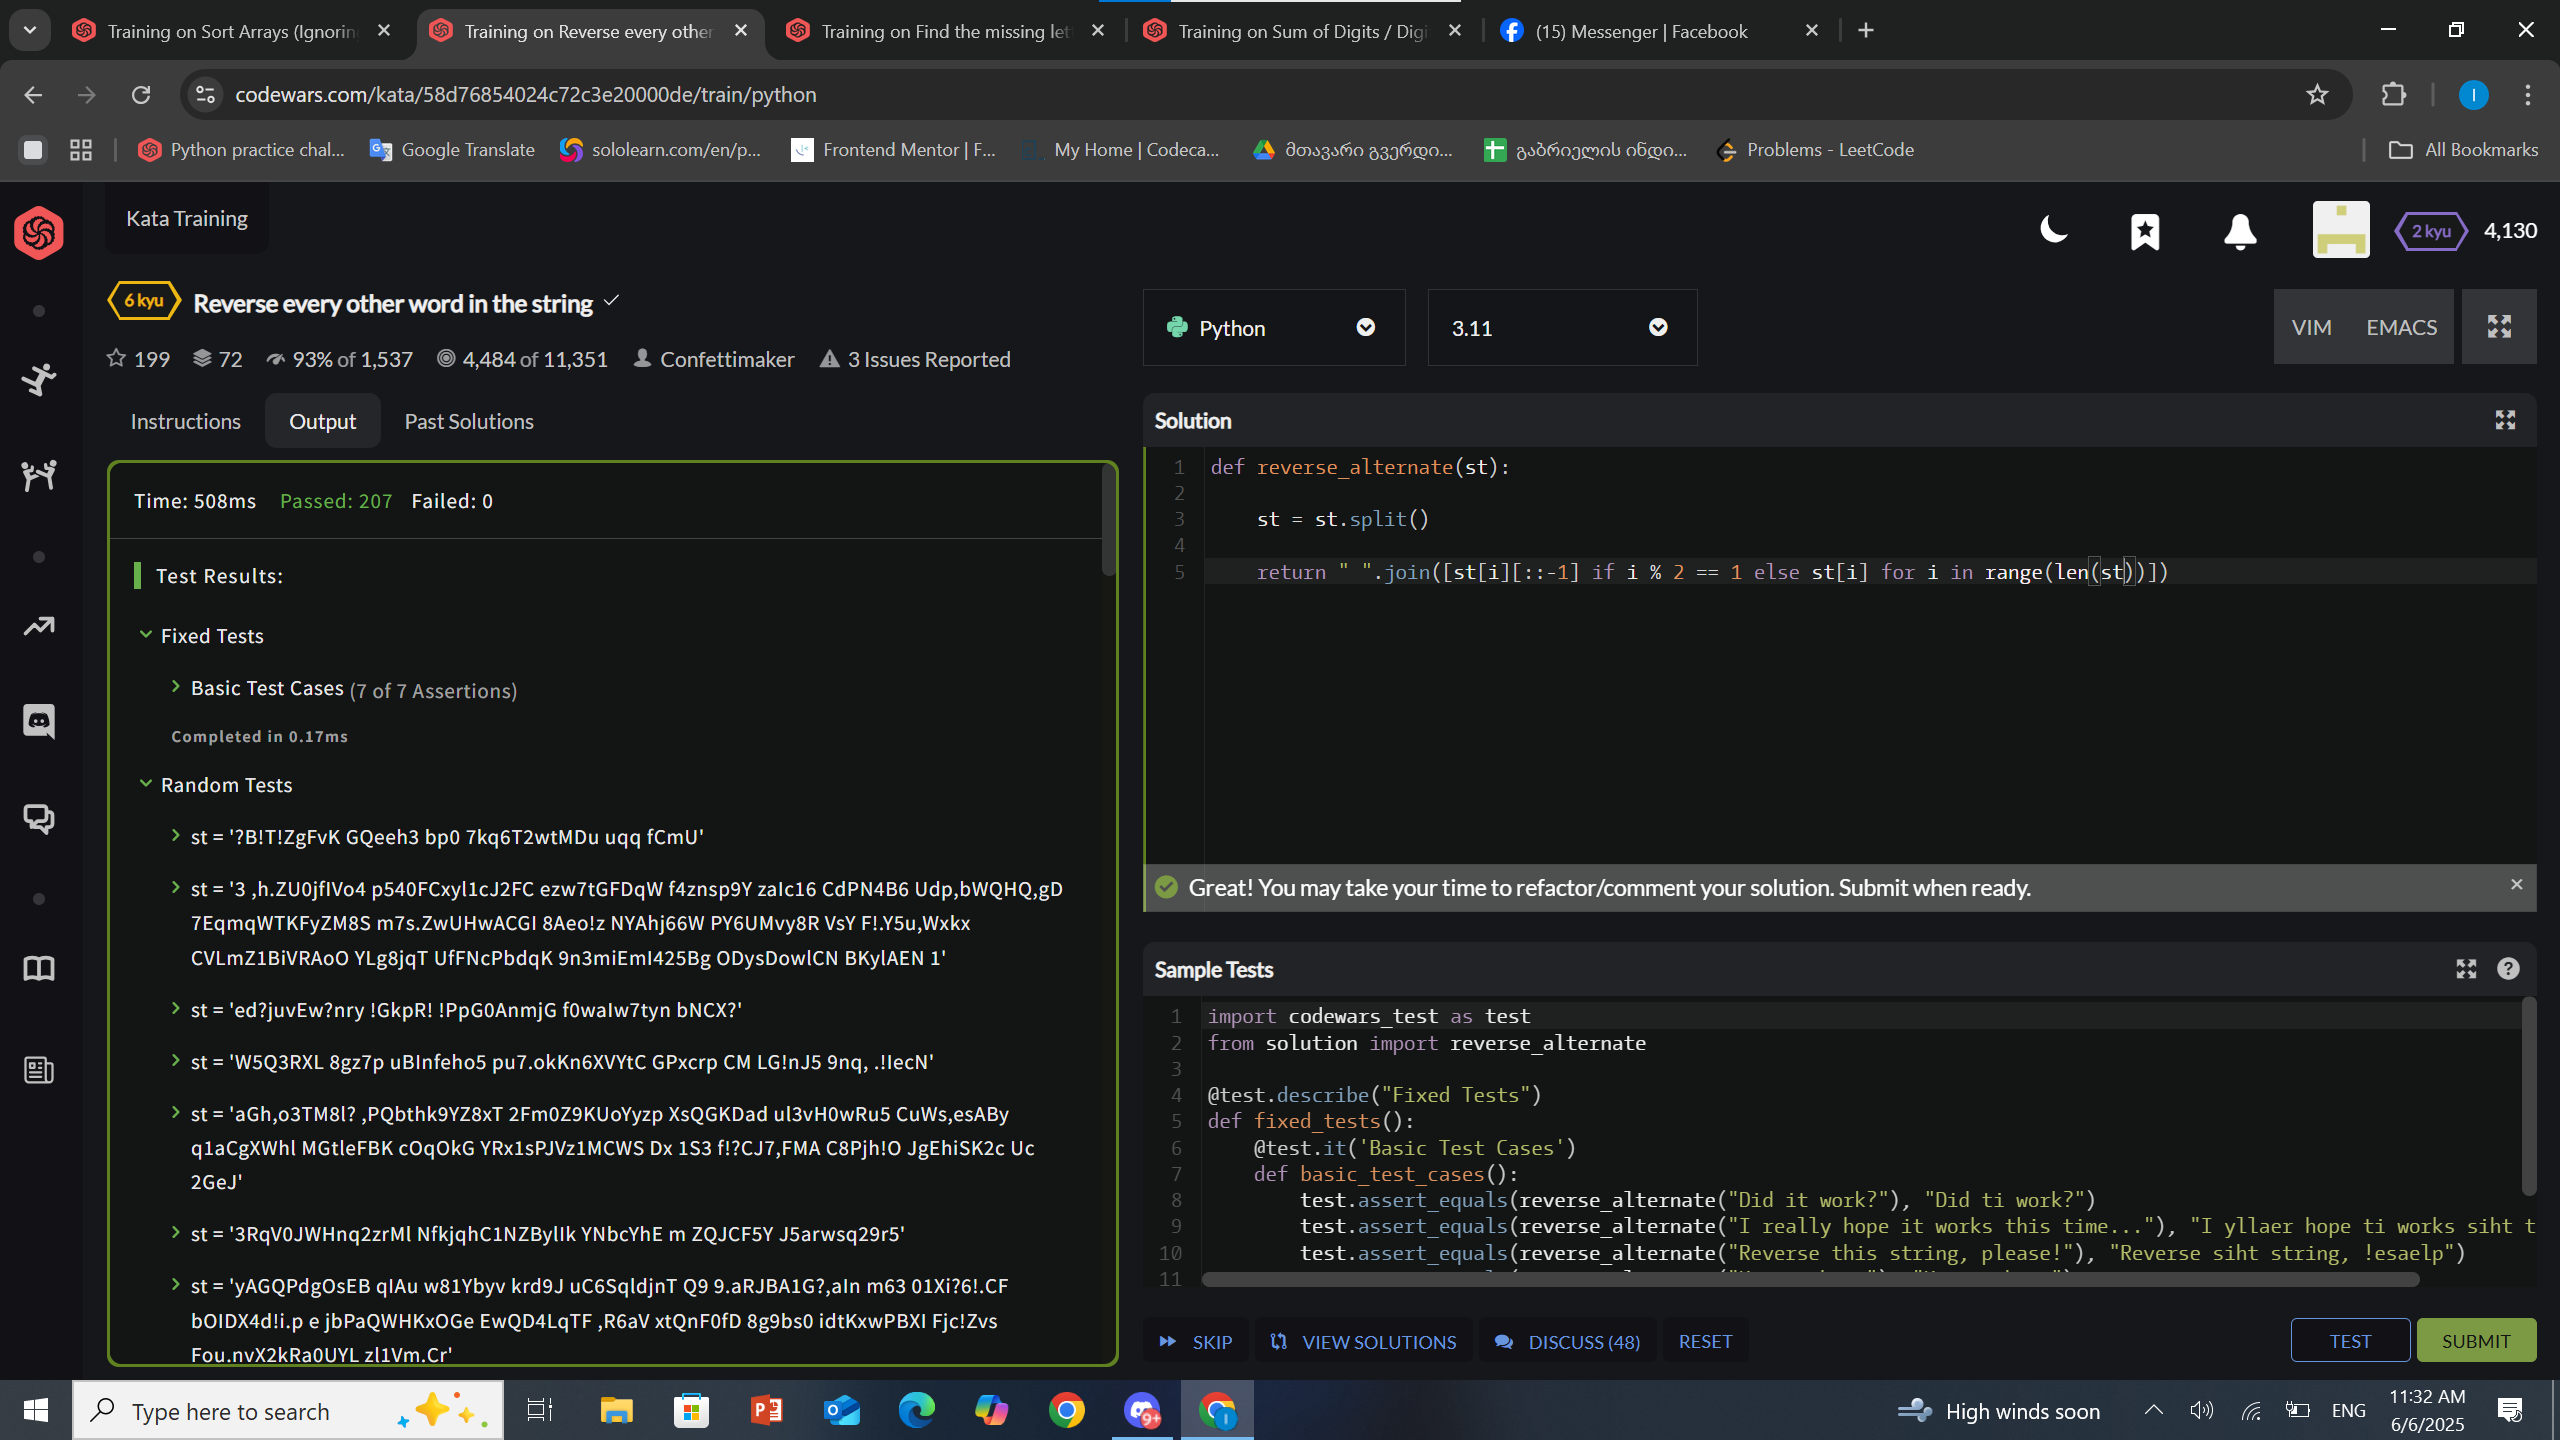 Training on Sort Arrays (Ignorin
Training on Reverse every other
Training on Find the missing let
Training on Sum of Digits / Digi
(15) Messenger | Facebook
codewars.com/kata/58d76854024c72c3e20000de/train/python
I
Python practice chal...
Google Translate
sololearn.com/en/p...
Frontend Mentor | F...
My Home | Codeca...
მთავარი გვერდი...
გაბრიელის ინდი...
Problems - LeetCode
All Bookmarks
Kata Training
2 kyu
4,130
6 kyu
Reverse every other word in the string
199
72
93% of 1,537
4,484 of 11,351
Confettimaker
3 Issues Reported
Python
3.11
VIM
EMACS
Instructions
Output
Past Solutions
Time: 508ms Passed: 207 Failed: 0
Test Results:
Fixed Tests
Basic Test Cases (7 of 7 Assertions)
Completed in 0.17ms
Random Tests
st = '?B!T!ZgFvK GQeeh3 bp0 7kq6T2wtMDu uqq fCmU'
st = '3 ,h.ZU0jfIVo4 p540FCxyl1cJ2FC ezw7tGFDqW f4znsp9Y zaIc16 CdPN4B6 Udp,bWQHQ,gD
7EqmqWTKFyZM8S m7s.ZwUHwACGI 8Aeo!z NYAhj66W PY6UMvy8R VsY F!.Y5u,Wxkx
CVLmZ1BiVRAoO YLg8jqT UfFNcPbdqK 9n3miEmI425Bg ODysDowlCN BKylAEN 1'
st = 'ed?juvEw?nry !GkpR! !PpG0AnmjG f0waIw7tyn bNCX?'
st = 'W5Q3RXL 8gz7p uBInfeho5 pu7.okKn6XVYtC GPxcrp CM LG!nJ5 9nq, .!IecN'
st = 'aGh,o3TM8l? ,PQbthk9YZ8xT 2Fm0Z9KUoYyzp XsQGKDad ul3vH0wRu5 CuWs,esABy
q1aCgXWhl MGtleFBK cOqOkG YRx1sPJVz1MCWS Dx 1S3 f!?CJ7,FMA C8Pjh!O JgEhiSK2c Uc
2GeJ'
st = '3RqV0JWHnq2zrMl NfkjqhC1NZBylIk YNbcYhE m ZQJCF5Y J5arwsq29r5'
st = 'yAGQPdgOsEB qIAu w81Ybyv krd9J uC6SqldjnT Q9 9.aRJBA1G?,aIn m63 01Xi?6!.CF
bOIDX4d!i.p e jbPaQWHKxOGe EwQD4LqTF ,R6aV xtQnF0fD 8g9bs0 idtKxwPBXI Fjc!Zvs
Fou.nvX2kRa0UYL zl1Vm.Cr'
Solution
1 def reverse_alternate(st):
2
3 st = st.split()
4
5 return " ".join([st[i][::-1] if i % 2 == 1 else st[i] for i in range(len(st))])
Great! You may take your time to refactor/comment your solution. Submit when ready.
Sample Tests
1 import codewars_test as test
2 from solution import reverse_alternate
3
4 @test.describe("Fixed Tests")
5 def fixed_tests():
6 @test.it('Basic Test Cases')
7 def basic_test_cases():
8 test.assert_equals(reverse_alternate("Did it work?"), "Did ti work?")
9 test.assert_equals(reverse_alternate("I really hope it works this time..."), "I yllaer hope ti works siht t
10 test.assert_equals(reverse_alternate("Reverse this string, please!"), "Reverse siht string, !esaelp")
11
SKIP
VIEW SOLUTIONS
DISCUSS (48)
RESET
TEST
SUBMIT
Type here to search
9+
High winds soon
ENG
11:32 AM
6/6/2025